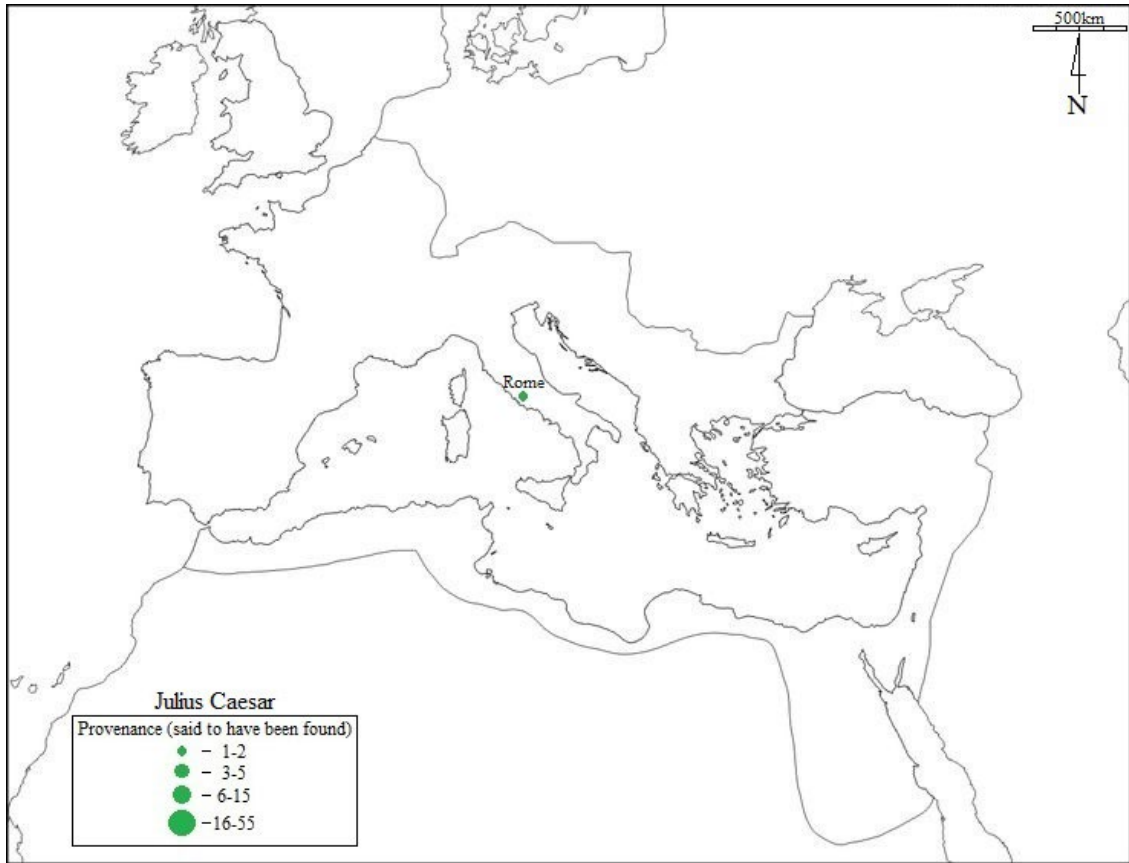 500km
N
Rome
Julius Caesar
Provenance (said to have been found)
– 1-2
– 3-5
– 6-15
–16-55